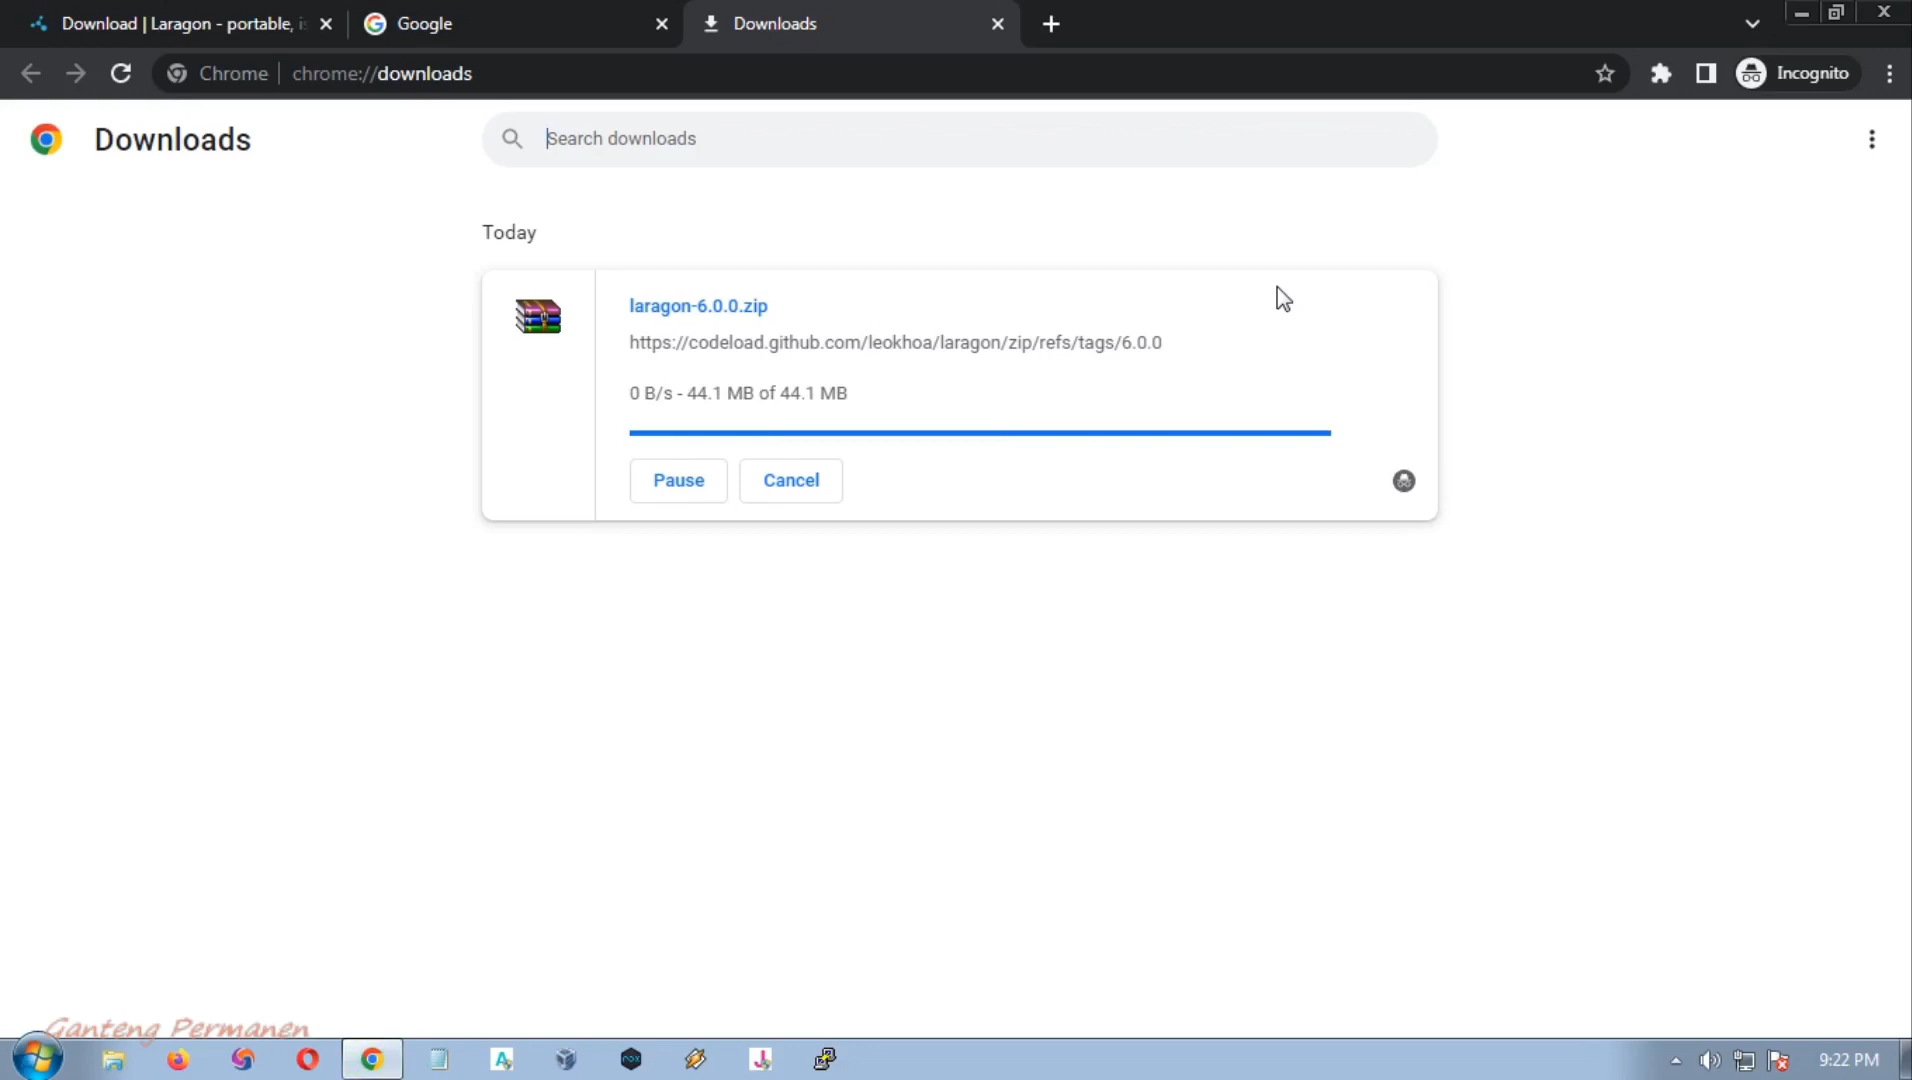 Download | Laragon - portable, is
Google
Downloads
Chrome
chrome://downloads
Incognito
Downloads
Search downloads
Today
laragon-6.0.0.zip
https://codeload.github.com/leokhoa/laragon/zip/refs/tags/6.0.0
0 B/s - 44.1 MB of 44.1 MB
Pause
Cancel
Ganteng Permanen
9:22 PM